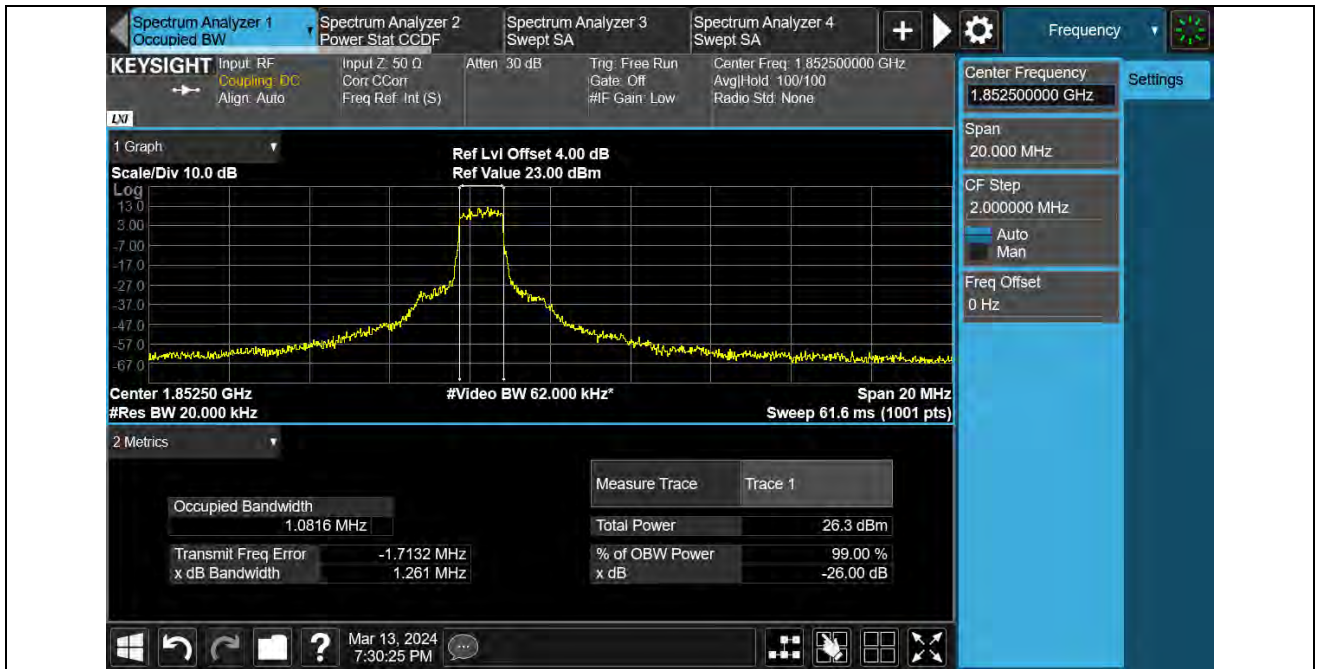 Spectrum Analyzer 1
Occupied BW
Spectrum Analyzer 2
Power Stat CCDF
Spectrum Analyzer 3
Swept SA
Spectrum Analyzer 4
Swept SA
+
Frequency
KEYSIGHT
LXI
Input: RF
Coupling: DC
Align: Auto
Input Z: 50 Ω
Corr CCorr
Freq Ref: Int (S)
Atten: 30 dB
Trig: Free Run
Gate: Off
#IF Gain: Low
Center Freq: 1.852500000 GHz
Avg|Hold: 100/100
Radio Std: None
Center Frequency
1.852500000 GHz
Settings
Span
20.000 MHz
CF Step
2.000000 MHz
Auto
Man
Freq Offset
0 Hz
1 Graph
Scale/Div 10.0 dB
Ref Lvl Offset 4.00 dB
Ref Value 23.00 dBm
Log
13.0
3.00
-7.00
-17.0
-27.0
-37.0
-47.0
-57.0
-67.0
Center 1.85250 GHz
#Res BW 20.000 kHz
#Video BW 62.000 kHz*
Span 20 MHz
Sweep 61.6 ms (1001 pts)
2 Metrics
Measure Trace Trace 1
Occupied Bandwidth
1.0816 MHz
Total Power 26.3 dBm
Transmit Freq Error -1.7132 MHz
% of OBW Power 99.00 %
x dB Bandwidth 1.261 MHz
x dB -26.00 dB
?
Mar 13, 2024
7:30:25 PM